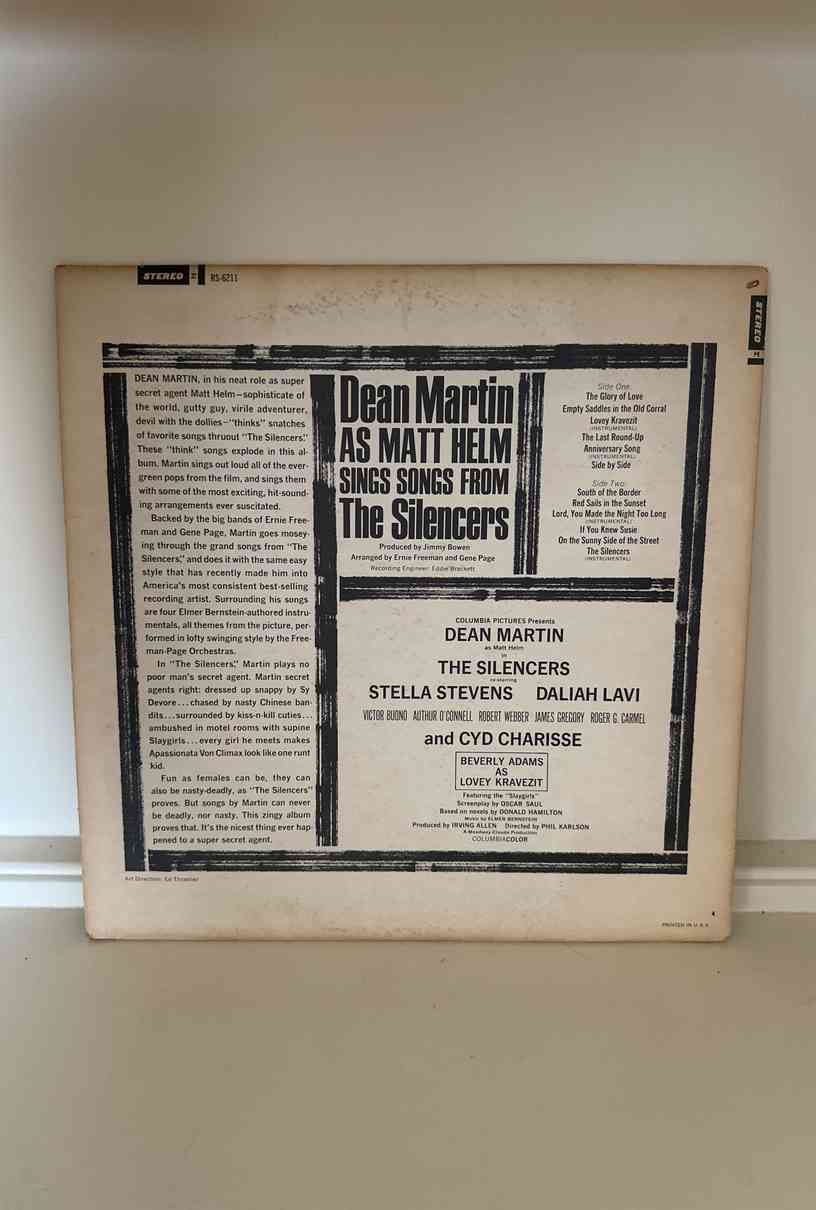 STEREO
RS-6211
STEREO
DEAN MARTIN, in his neat role as super
secret agent Matt Helm—sophisticate of
the world, gutty guy, virile adventurer,
devil with the dollies—"thinks" snatches
of favorite songs thruout "The Silencers."
These "think" songs explode in this al-
bum. Martin sings out loud all of the ever-
green pops from the film, and sings them
with some of the most exciting, hit-sound-
ing arrangements ever suscitated.
Backed by the big bands of Ernie Free-
man and Gene Page, Martin goes mosey-
ing through the grand songs from "The
Silencers," and does it with the same easy
style that has recently made him into
America's most consistent best-selling
recording artist. Surrounding his songs
are four Elmer Bernstein-authored instru-
mentals, all themes from the picture, per-
formed in lofty swinging style by the Free-
man-Page Orchestras.
In "The Silencers," Martin plays no
poor man's secret agent. Martin secret
agents right: dressed up snappy by Sy
Devore...chased by nasty Chinese ban-
dits...surrounded by kiss-n-kill cuties...
ambushed in motel rooms with supine
Slaygirls...every girl he meets makes
Apassionata Von Climax look like one runt
kid.
Fun as females can be, they can
also be nasty-deadly, as "The Silencers"
proves. But songs by Martin can never
be deadly, nor nasty. This zingy album
proves that. It's the nicest thing ever hap-
pened to a super secret agent.
Dean Martin
AS MATT HELM
SINGS SONGS FROM
The Silencers
Produced by Jimmy Bowen
Arranged by Ernie Freeman and Gene Page
Recording Engineer: Eddie Brackett
Side One:
The Glory of Love
Empty Saddles in the Old Corral
Lovey Kravezit
(INSTRUMENTAL)
The Last Round-Up
Anniversary Song
(INSTRUMENTAL)
Side by Side
Side Two:
South of the Border
Red Sails in the Sunset
Lord, You Made the Night Too Long
(INSTRUMENTAL)
If You Knew Susie
On the Sunny Side of the Street
The Silencers
(INSTRUMENTAL)
COLUMBIA PICTURES Presents
DEAN MARTIN
as Matt Helm
in
THE SILENCERS
co-starring
STELLA STEVENS DALIAH LAVI
VICTOR BUONO AUTHUR O'CONNELL ROBERT WEBBER JAMES GREGORY ROGER C. CARMEL
and CYD CHARISSE
BEVERLY ADAMS
AS
LOVEY KRAVEZIT
Featuring the "Slaygirls"
Screenplay by OSCAR SAUL
Based on novels by DONALD HAMILTON
Music by ELMER BERNSTEIN
Produced by IRVING ALLEN Directed by PHIL KARLSON
A Meadway-Claude Production
COLUMBIACOLOR
Art Direction: Ed Thrasher
PRINTED IN U.S.A.